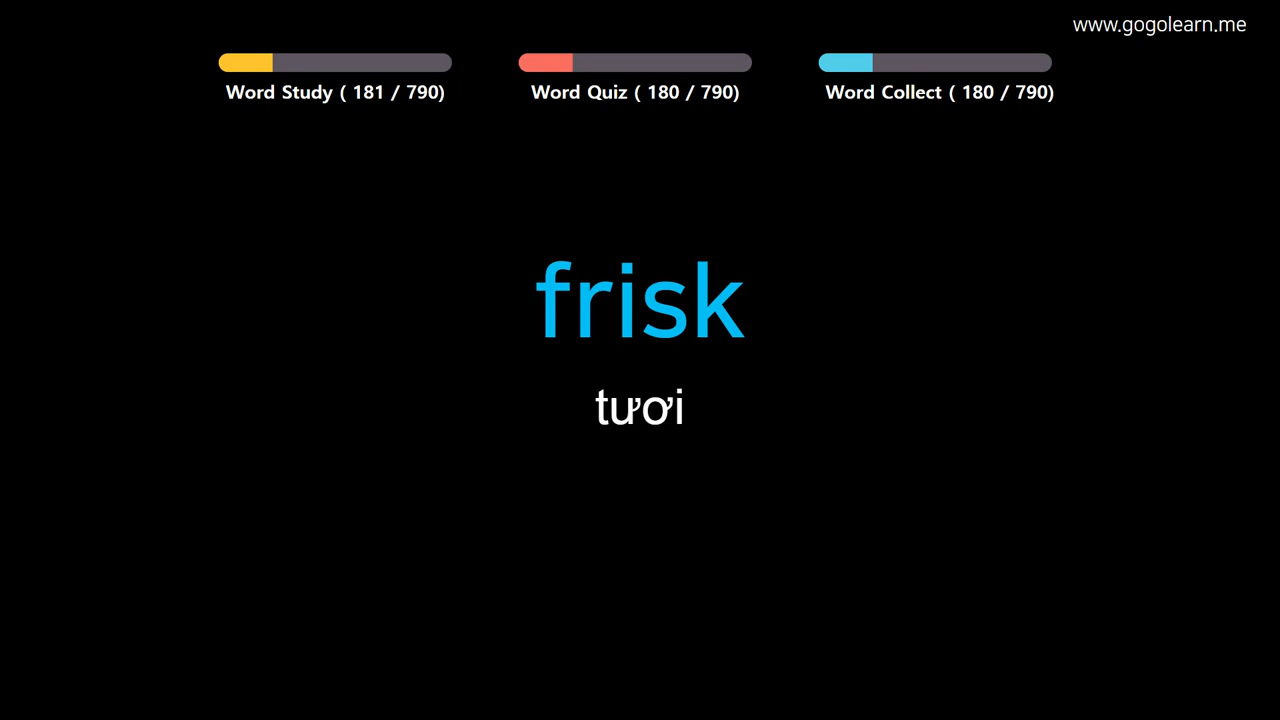 www.gogolearn.me
Word Study ( 181 / 790)
Word Quiz ( 180 / 790)
Word Collect ( 180 / 790)
frisk
tươi